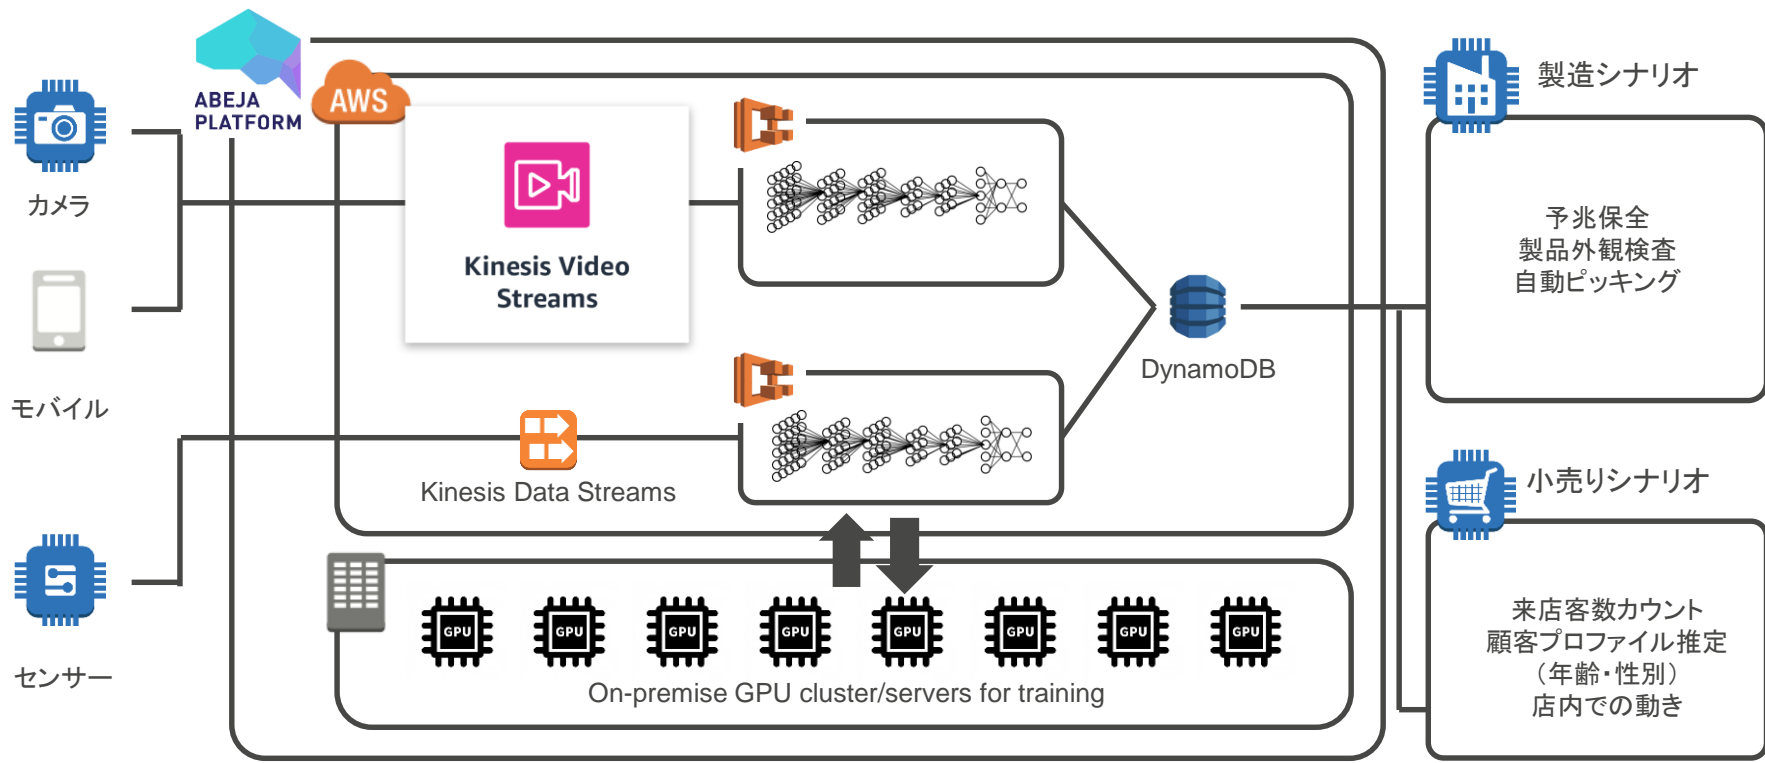 ABEJA
PLATFORM
AWS
カメラ
モバイル
センサー
Kinesis Video
Streams
Kinesis Data Streams
DynamoDB
GPU
GPU
GPU
GPU
GPU
GPU
GPU
GPU
On-premise GPU cluster/servers for training
製造シナリオ
予兆保全
製品外観検査
自動ピッキング
小売りシナリオ
来店客数カウント
顧客プロファイル推定
（年齢・性別）
店内での動き